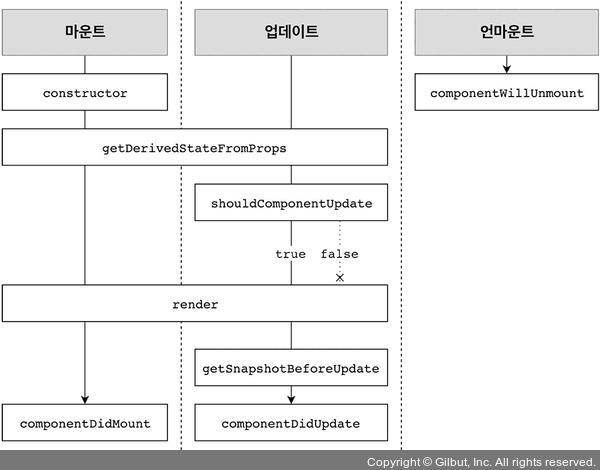 마운트
업데이트
언마운트
constructor
componentWillUnmount
getDerivedStateFromProps
shouldComponentUpdate
true false
render
getSnapshotBeforeUpdate
componentDidMount
componentDidUpdate
Copyright © Gilbut, Inc. All rights reserved.